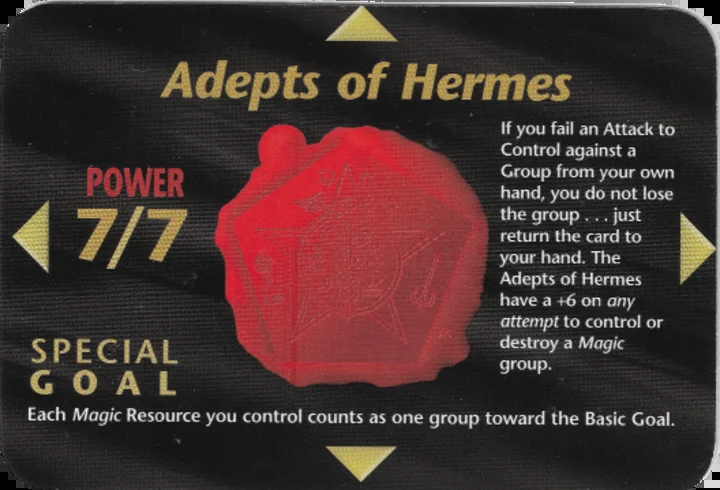 Adepts of Hermes
If you fail an Attack to
Control against a
Group from your own
hand, you do not lose
the group . . . just
return the card to
your hand. The
Adepts of Hermes
have a +6 on any
attempt to control or
destroy a Magic
group.
POWER
7/7
SPECIAL
GOAL
Each Magic Resource you control counts as one group toward the Basic Goal.